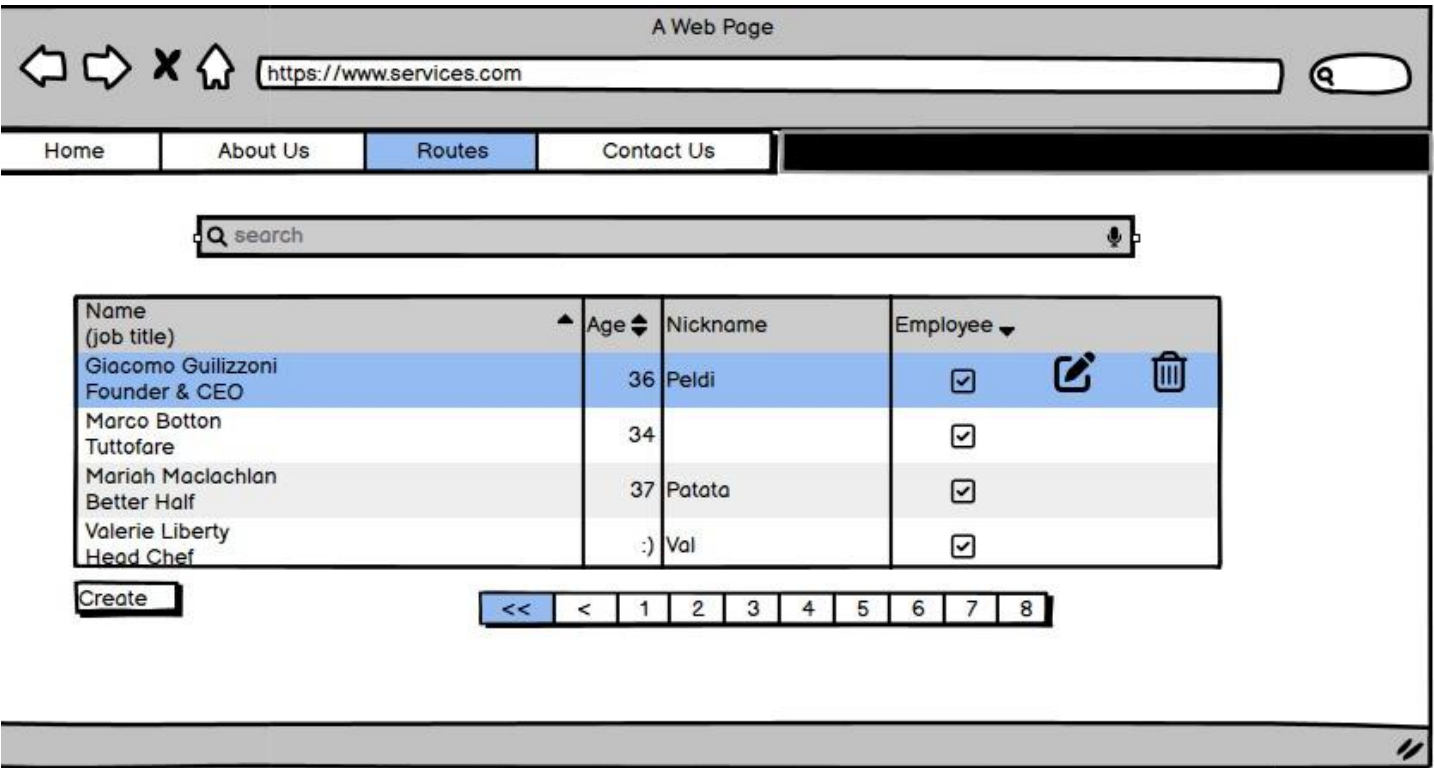 A Web Page
https://www.services.com
Home About Us Routes Contact Us
search
Name
(job title)
Age Nickname Employee
Giacomo Guilizzoni
Founder & CEO
36 Peldi
Marco Botton
Tuttofare
34
Mariah Maclachlan
Better Half
37 Patata
Valerie Liberty
Head Chef
:) Val
Create
<< < 1 2 3 4 5 6 7 8